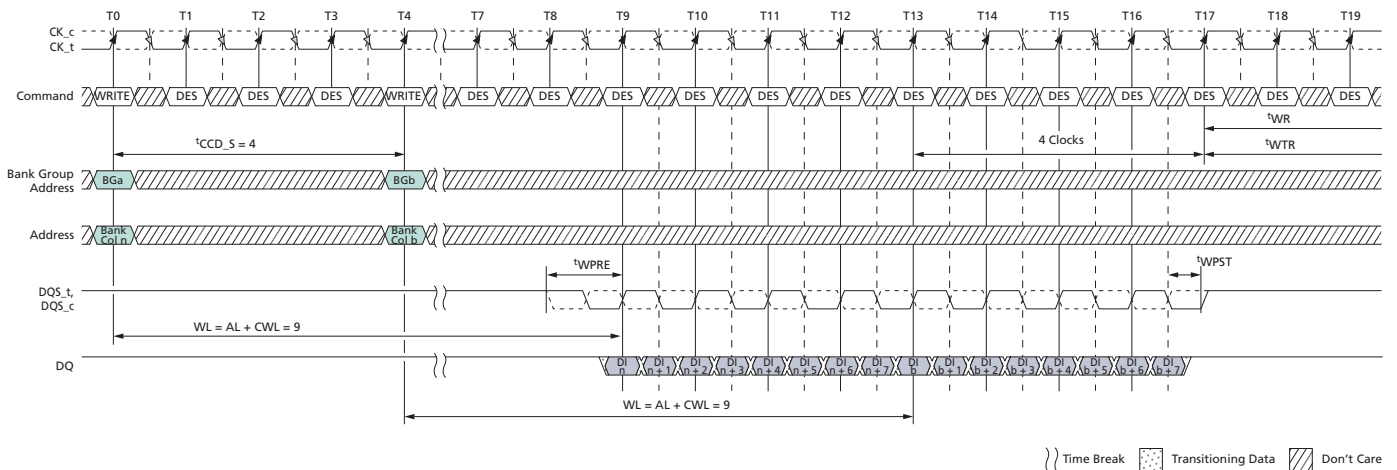 T0 T1 T2 T3 T4 T7 T8 T9 T10 T11 T12 T13 T14 T15 T16 T17 T18 T19
CK_c
CK_t
Command WRITE DES DES DES WRITE DES DES DES DES DES DES DES DES DES DES DES DES DES
tWR
tCCD_S = 4 4 Clocks tWTR
Bank Group
Address BGa BGb
Address Bank
Col n Bank
Col b
tWPRE tWPST
DQS_t,
DQS_c
WL = AL + CWL = 9
DQ DI
n DI
n + 1 DI
n + 2 DI
n + 3 DI
n + 4 DI
n + 5 DI
n + 6 DI
n + 7 DI
b DI
b + 1 DI
b + 2 DI
b + 3 DI
b + 4 DI
b + 5 DI
b + 6 DI
b + 7
WL = AL + CWL = 9
Time Break Transitioning Data Don't Care